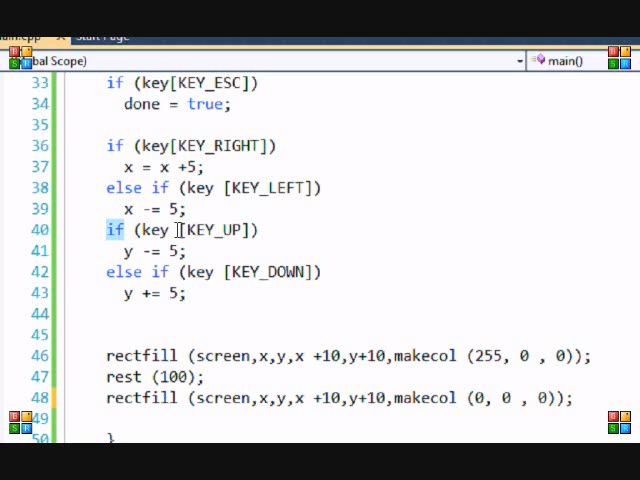 main.cpp Start Page
bal Scope) main()
33 if (key[KEY_ESC])
34 done = true;
35
36 if (key[KEY_RIGHT])
37 x = x +5;
38 else if (key [KEY_LEFT])
39 x -= 5;
40 if (key [KEY_UP])
41 y -= 5;
42 else if (key [KEY_DOWN])
43 y += 5;
44
46 rectfill (screen,x,y,x +10,y+10,makecol (255, 0 , 0));
47 rest (100);
48 rectfill (screen,x,y,x +10,y+10,makecol (0, 0 , 0));
49
50 }